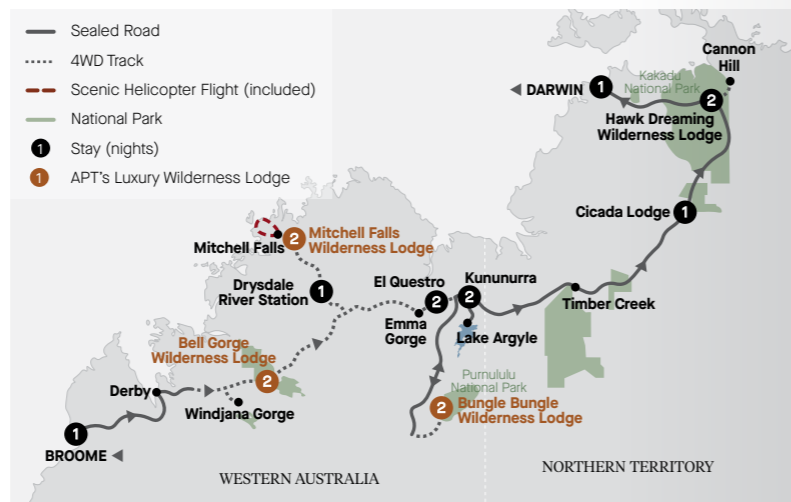 Sealed Road
4WD Track
Scenic Helicopter Flight (included)
National Park
1 Stay (nights)
1 APT's Luxury Wilderness Lodge
Cannon
Hill
Kakadu
National Park
DARWIN
1
2
Hawk Dreaming
Wilderness Lodge
Cicada Lodge
1
Mitchell Falls
2
Mitchell Falls
Wilderness Lodge
Drysdale
River Station
1
El Questro
2
Kununurra
2
Emma
Gorge
Lake Argyle
Timber Creek
Bell Gorge
Wilderness Lodge
2
Purnululu
National Park
2
Bungle Bungle
Wilderness Lodge
Derby
Windjana Gorge
1
BROOME
WESTERN AUSTRALIA
NORTHERN TERRITORY